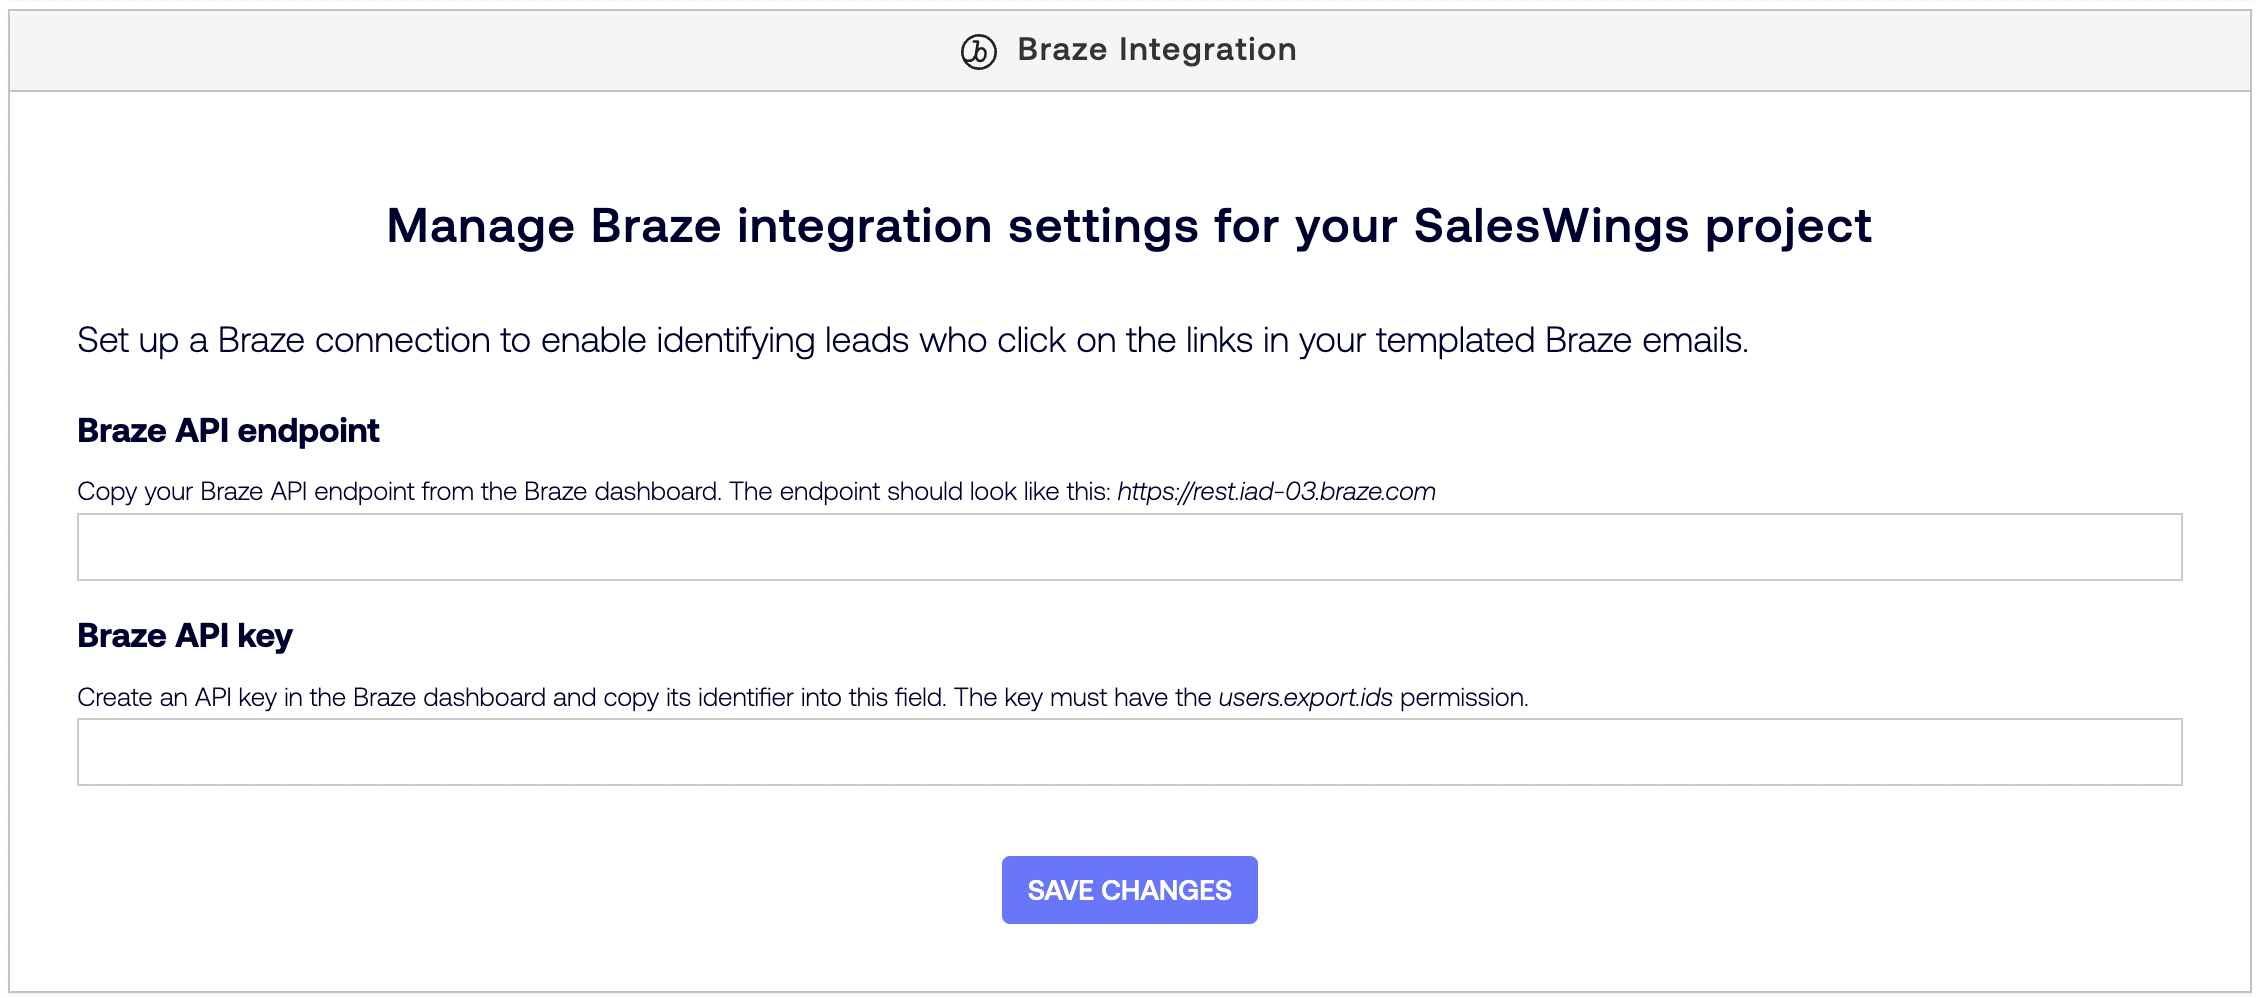 Braze Integration
Manage Braze integration settings for your SalesWings project
Set up a Braze connection to enable identifying leads who click on the links in your templated Braze emails.
Braze API endpoint
Copy your Braze API endpoint from the Braze dashboard. The endpoint should look like this: https://rest.iad-03.braze.com
Braze API key
Create an API key in the Braze dashboard and copy its identifier into this field. The key must have the users.export.ids permission.
SAVE CHANGES